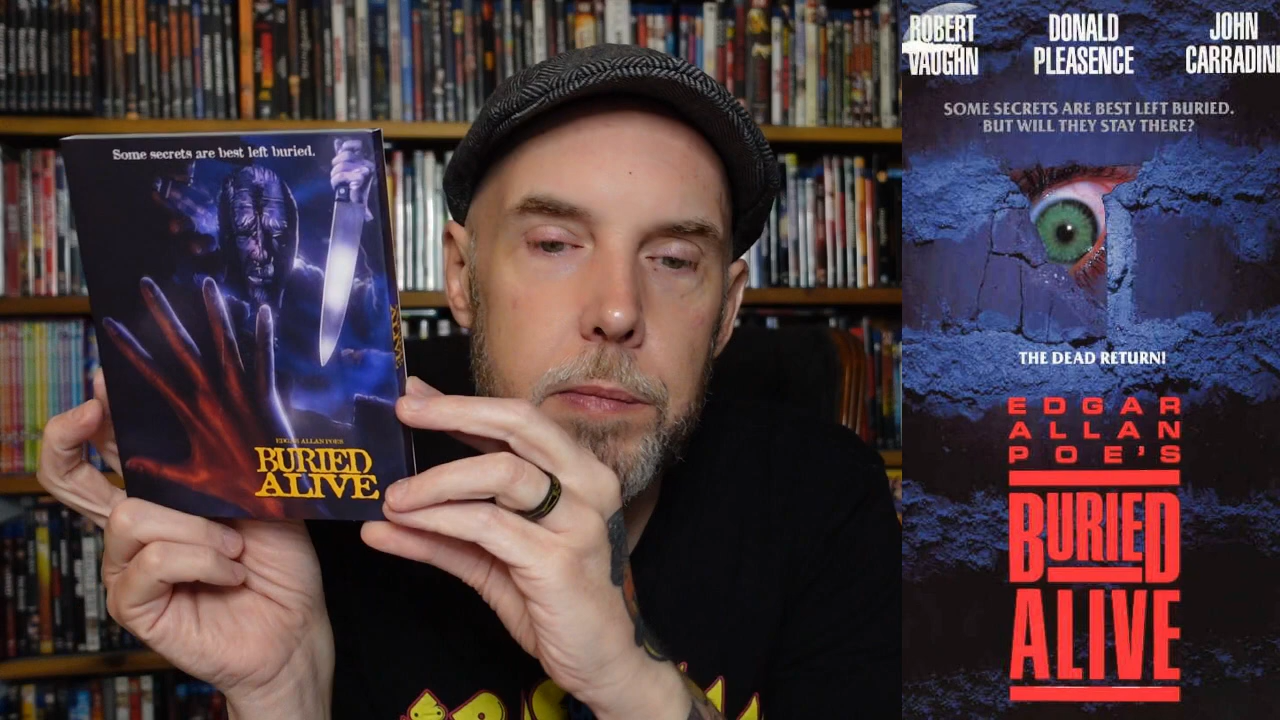 Some secrets are best left buried.
EDGAR ALLAN POE'S
BURIED
ALIVE
ROBERT
VAUGHN
DONALD
PLEASENCE
JOHN
CARRADIN
SOME SECRETS ARE BEST LEFT BURIED.
BUT WILL THEY STAY THERE?
THE DEAD RETURN!
EDGAR
ALLAN
POE'S
BURIED
ALIVE